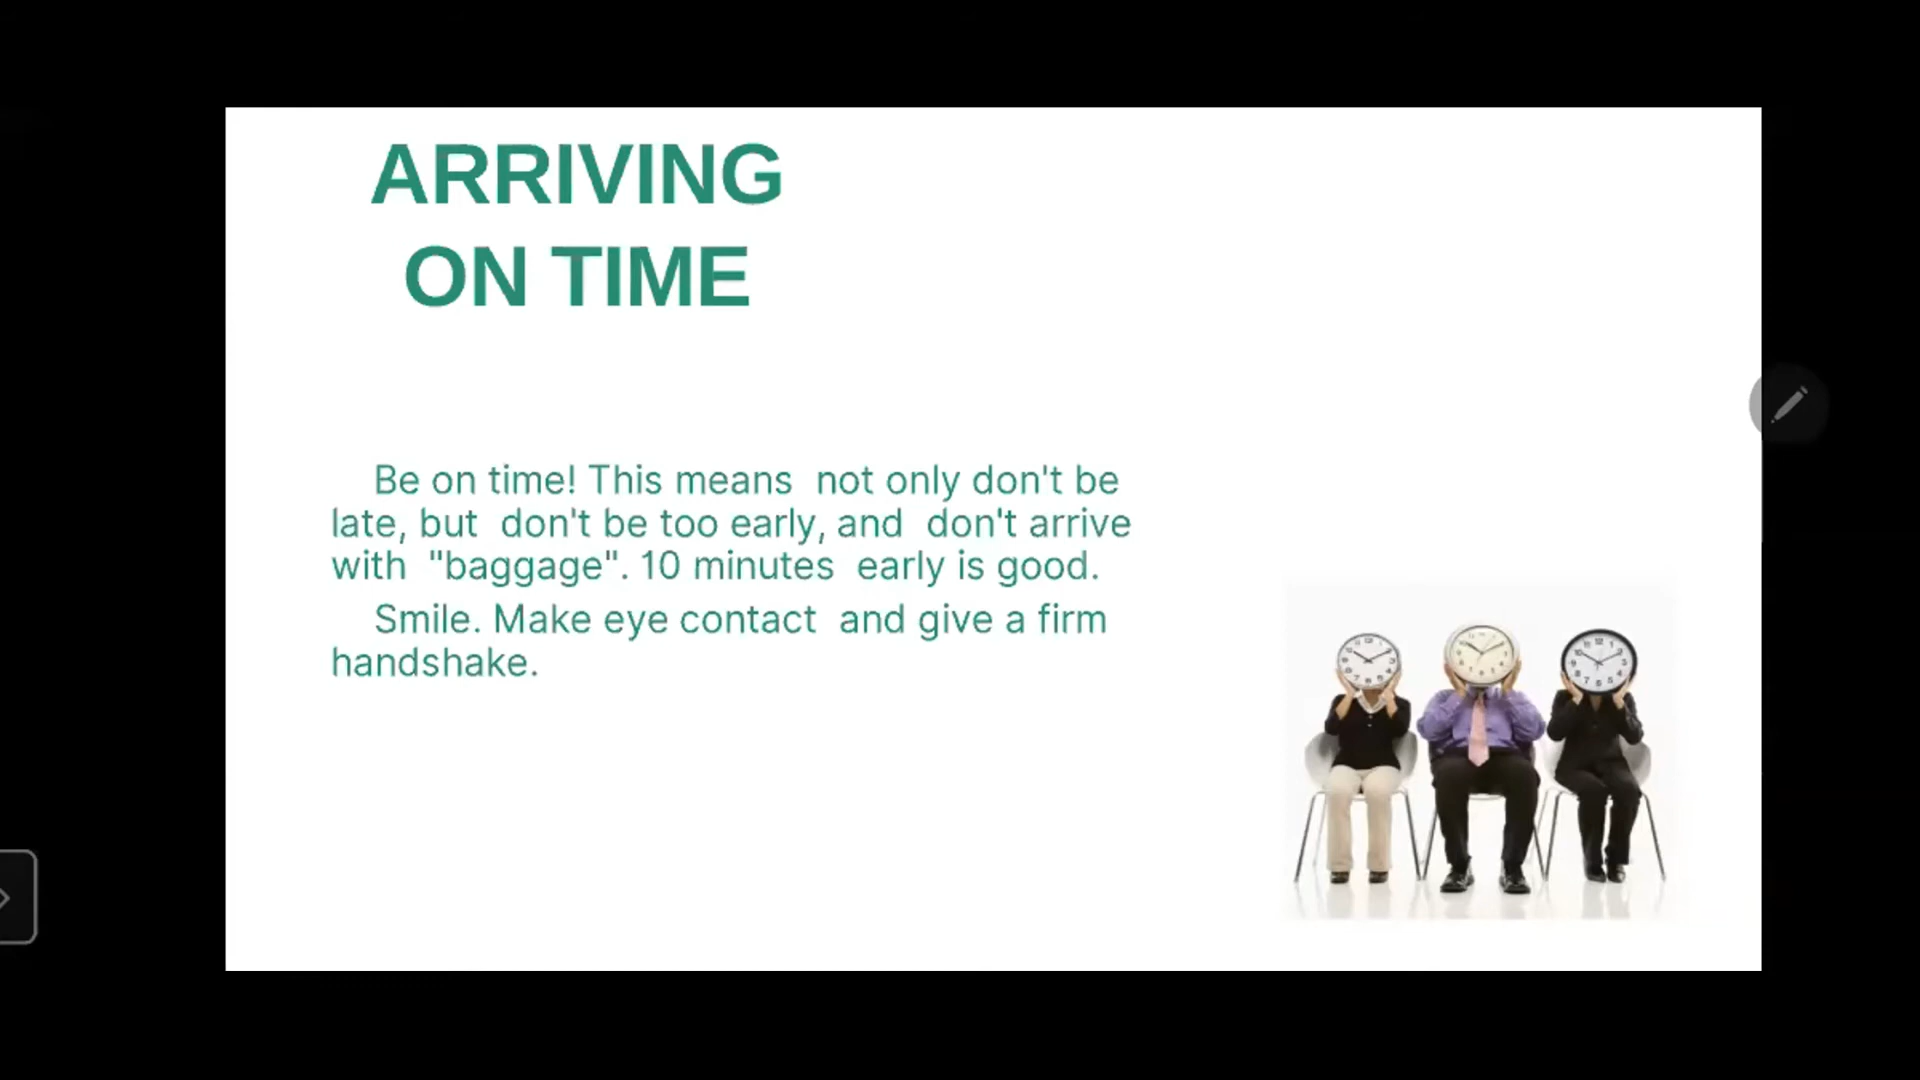 ARRIVING
ON TIME
Be on time! This means  not only don't be
late, but  don't be too early, and  don't arrive
with  "baggage". 10 minutes  early is good.
Smile. Make eye contact  and give a firm
handshake.